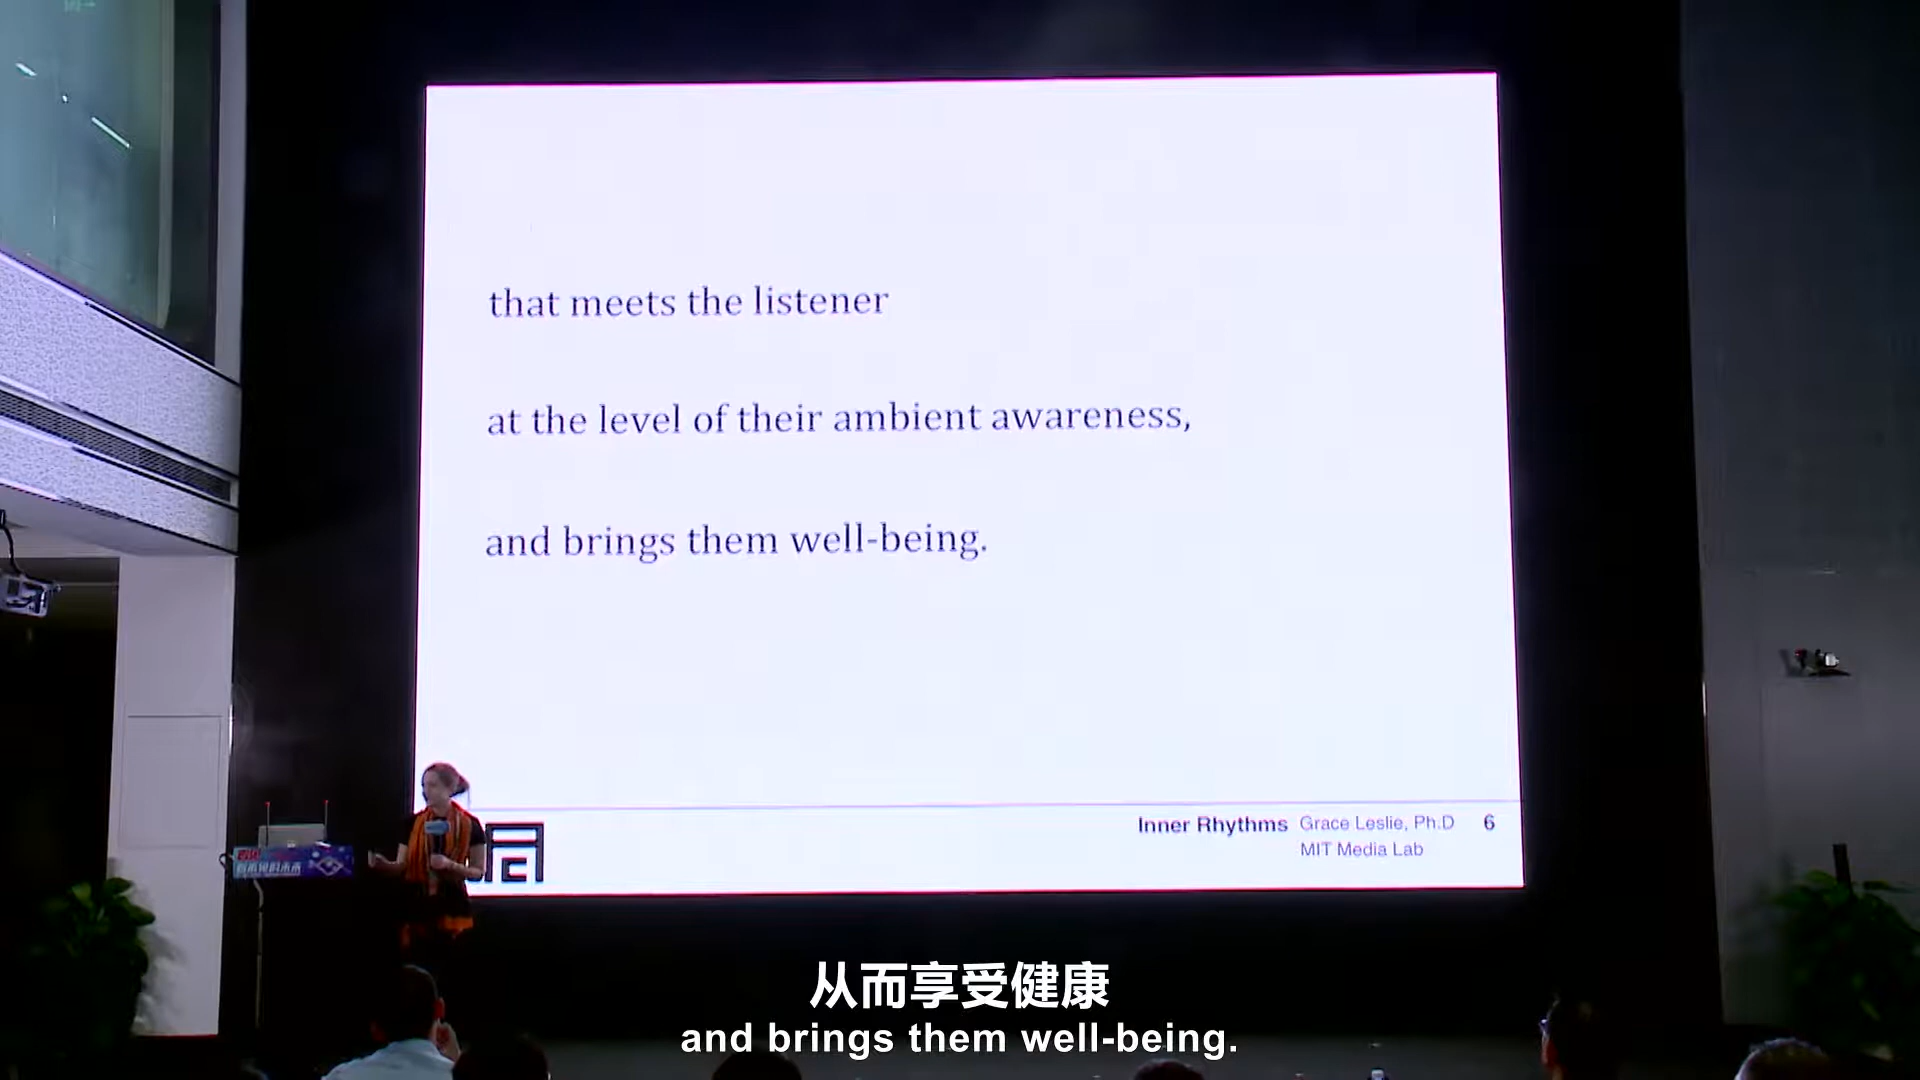 that meets the listener
at the level of their ambient awareness,
and brings them well-being.
Inner Rhythms Grace Leslie, Ph.D 6
MIT Media Lab
从而享受健康
and brings them well-being.